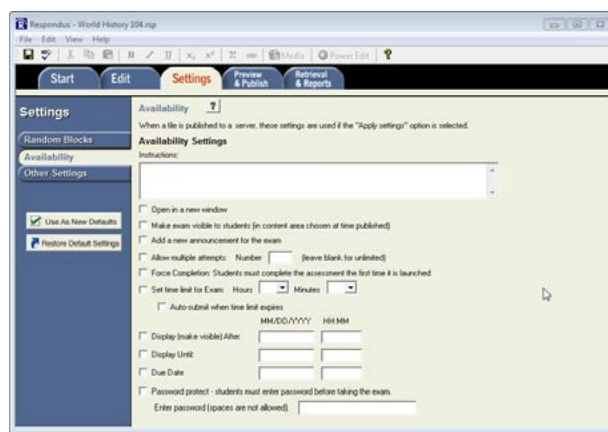 Respondus - World History 104.rsp
File Edit View Help
B I U X₂ X² Σ Media Power Edit ?
Start Edit Settings Preview & Publish Retrieval & Reports
Settings
Random Blocks
Availability
Other Settings
Use As New Defaults
Restore Default Settings
Availability ?
When a file is published to a server, these settings are used if the "Apply settings" option is selected.
Availability Settings
Instructions:
Open in a new window
Make exam visible to students (in content area chosen at time published)
Add a new announcement for the exam
Allow multiple attempts: Number (leave blank for unlimited)
Force Completion: Students must complete the assessment the first time it is launched
Set time limit for Exam: Hours Minutes
Auto-submit when time limit expires
MM/DD/YYYY HH:MM
Display (make visible) After:
Display Until:
Due Date
Password protect - students must enter password before taking the exam.
Enter password (spaces are not allowed).